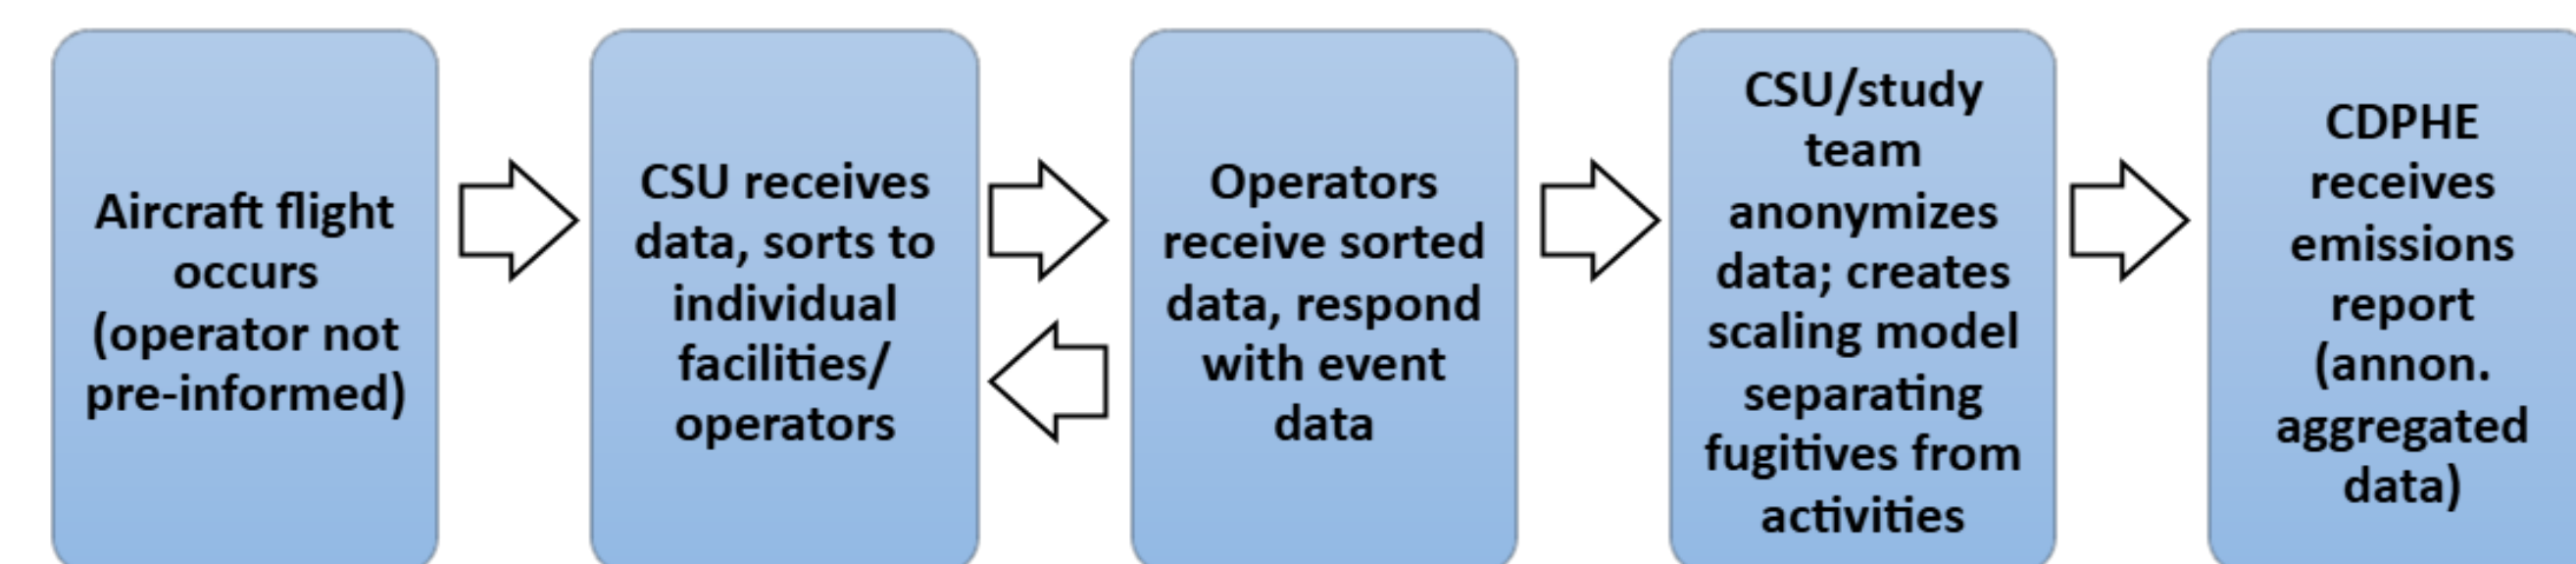 Aircraft flight
occurs
(operator not
pre-informed)
CSU receives
data, sorts to
individual
facilities/
operators
Operators
receive sorted
data, respond
with event
data
CSU/study
team
anonymizes
data; creates
scaling model
separating
fugitives from
activities
CDPHE
receives
emissions
report
(annon.
aggregated
data)